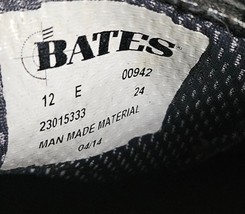 BATES
12 E 00942
23015333 24
MAN MADE MATERIAL
04/14